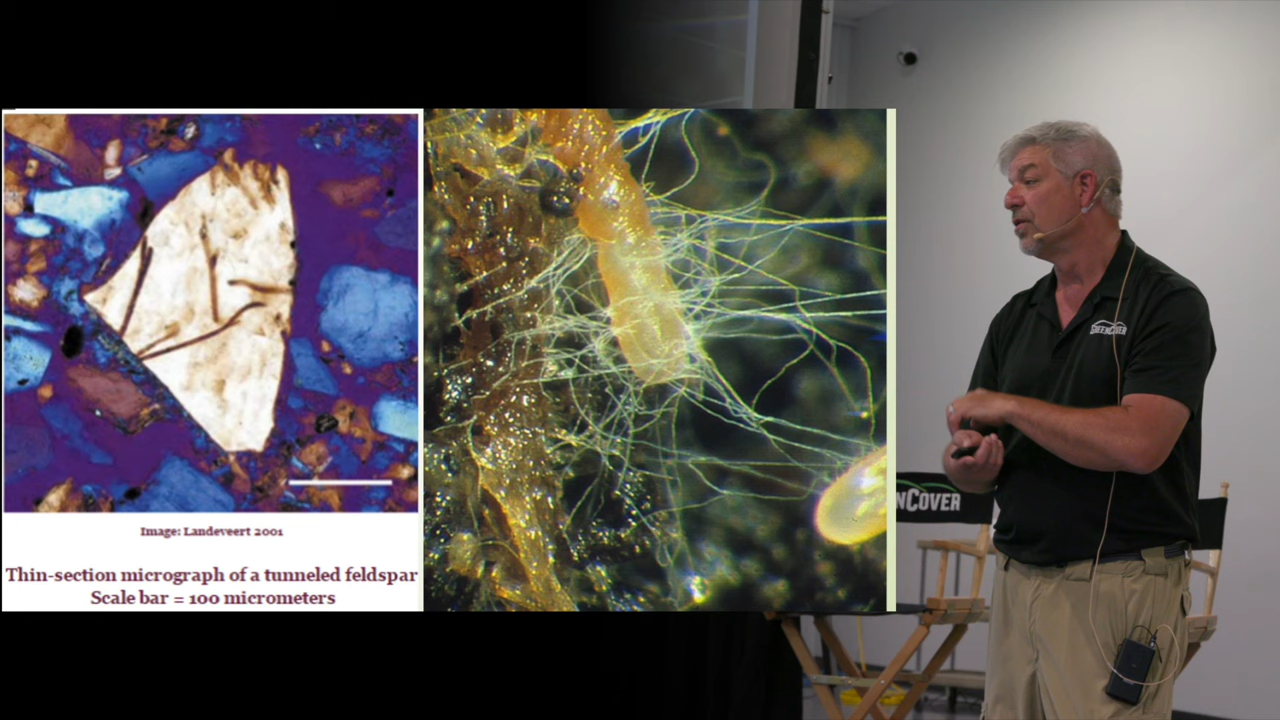 Image: Landeveert 2001
Thin-section micrograph of a tunneled feldspar
Scale bar = 100 micrometers
GREENCOVER
NCOVER